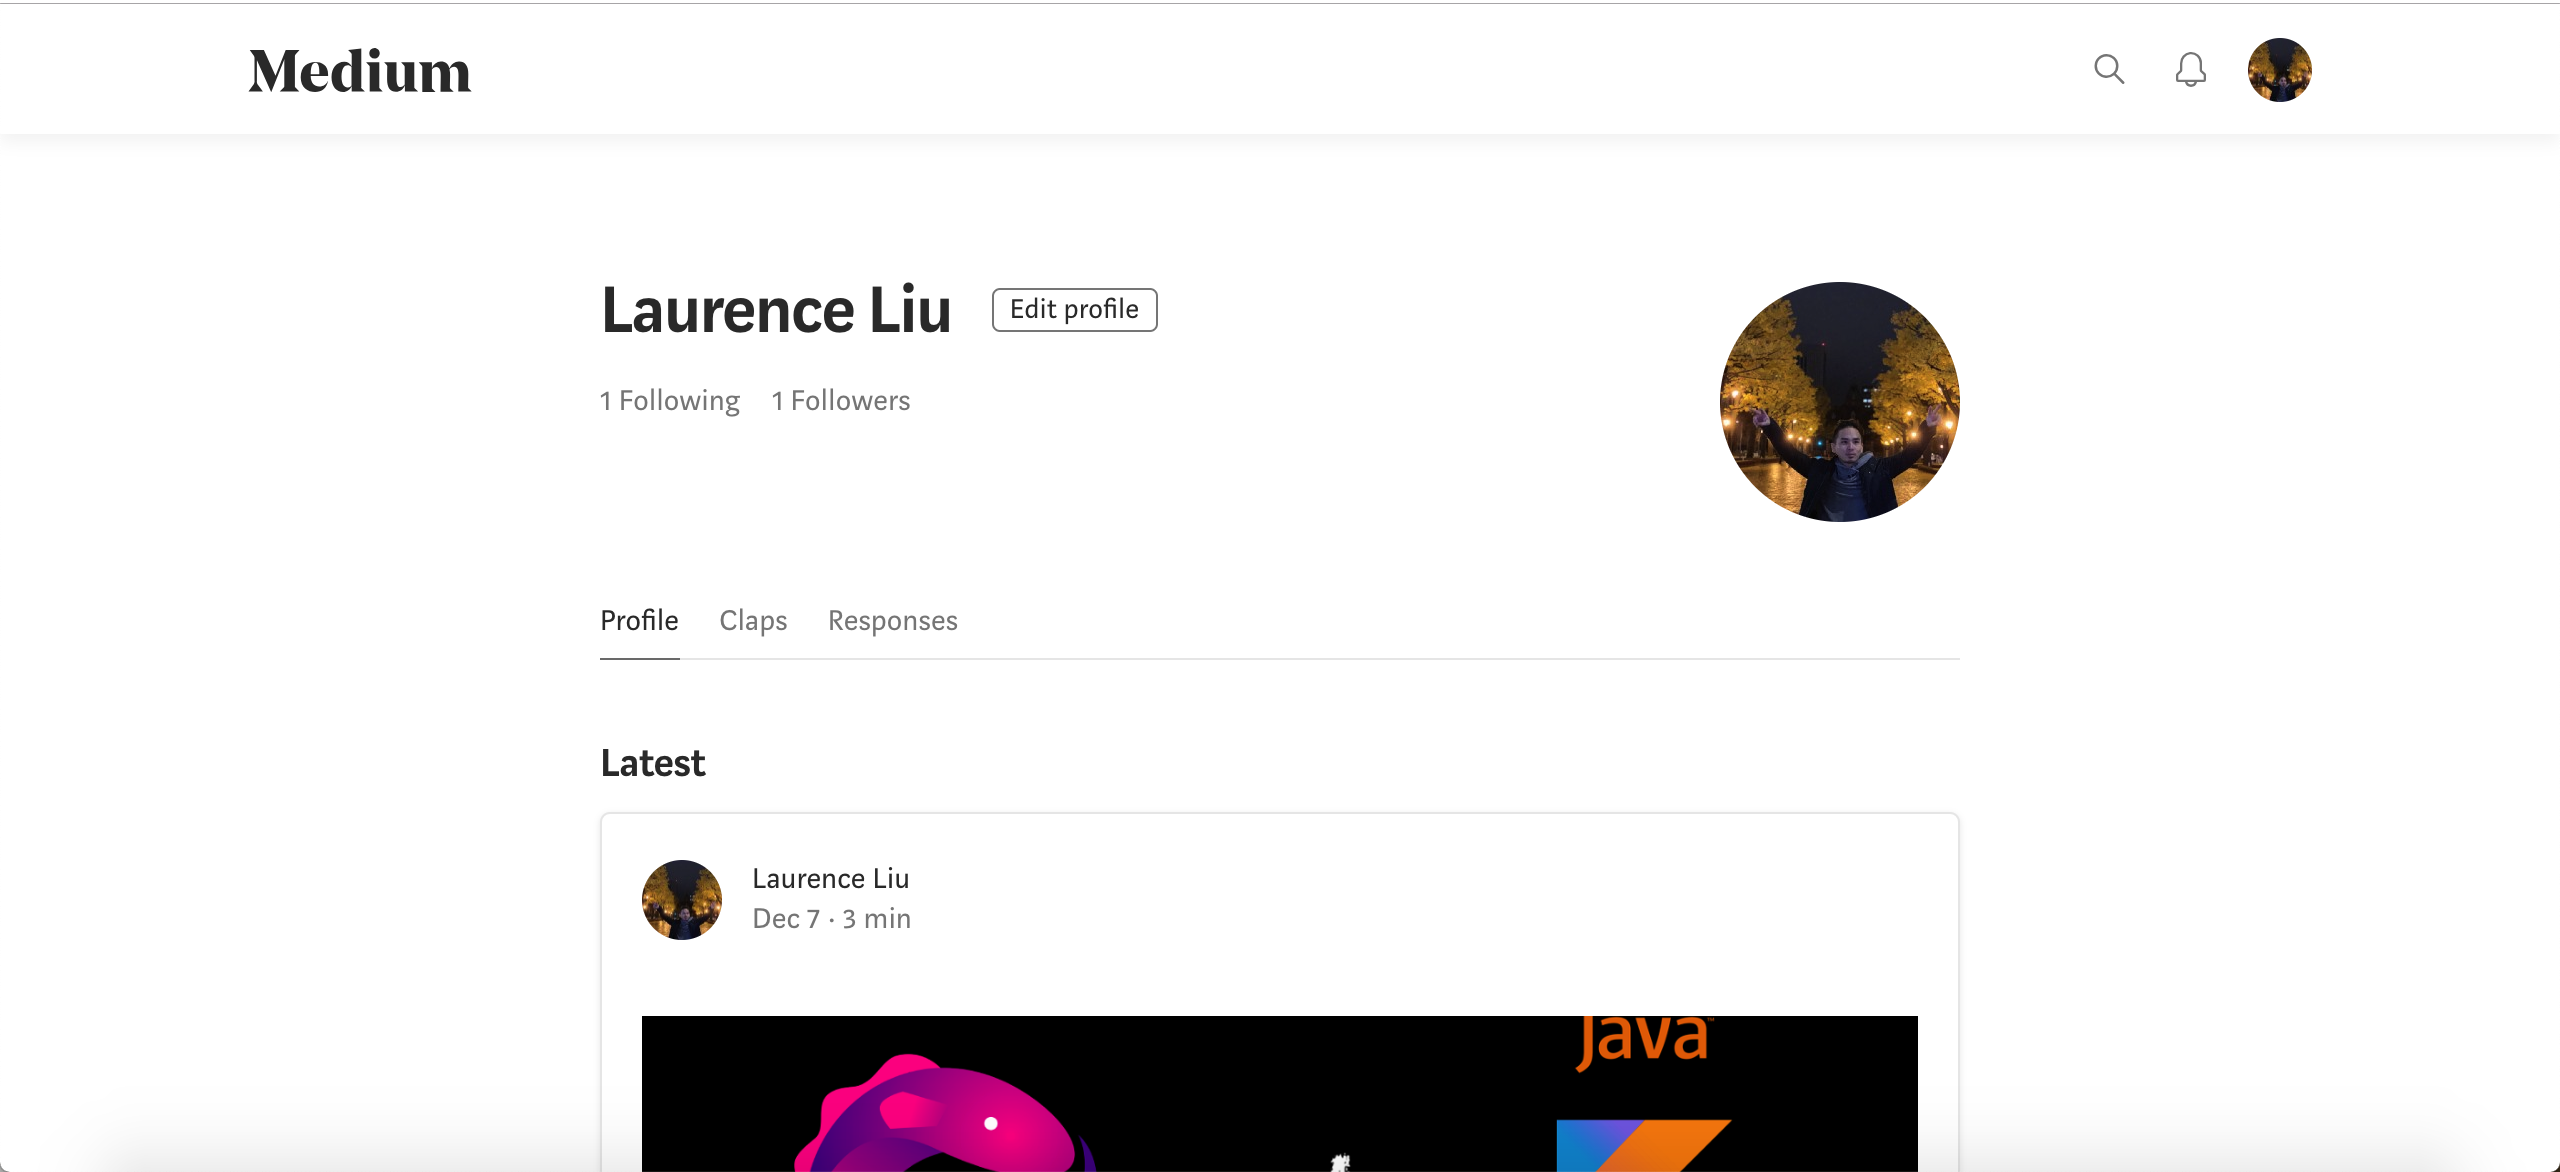 Medium
Laurence Liu Edit profile
1 Following 1 Followers
Profile Claps Responses
Latest
Laurence Liu
Dec 7 · 3 min
Java™